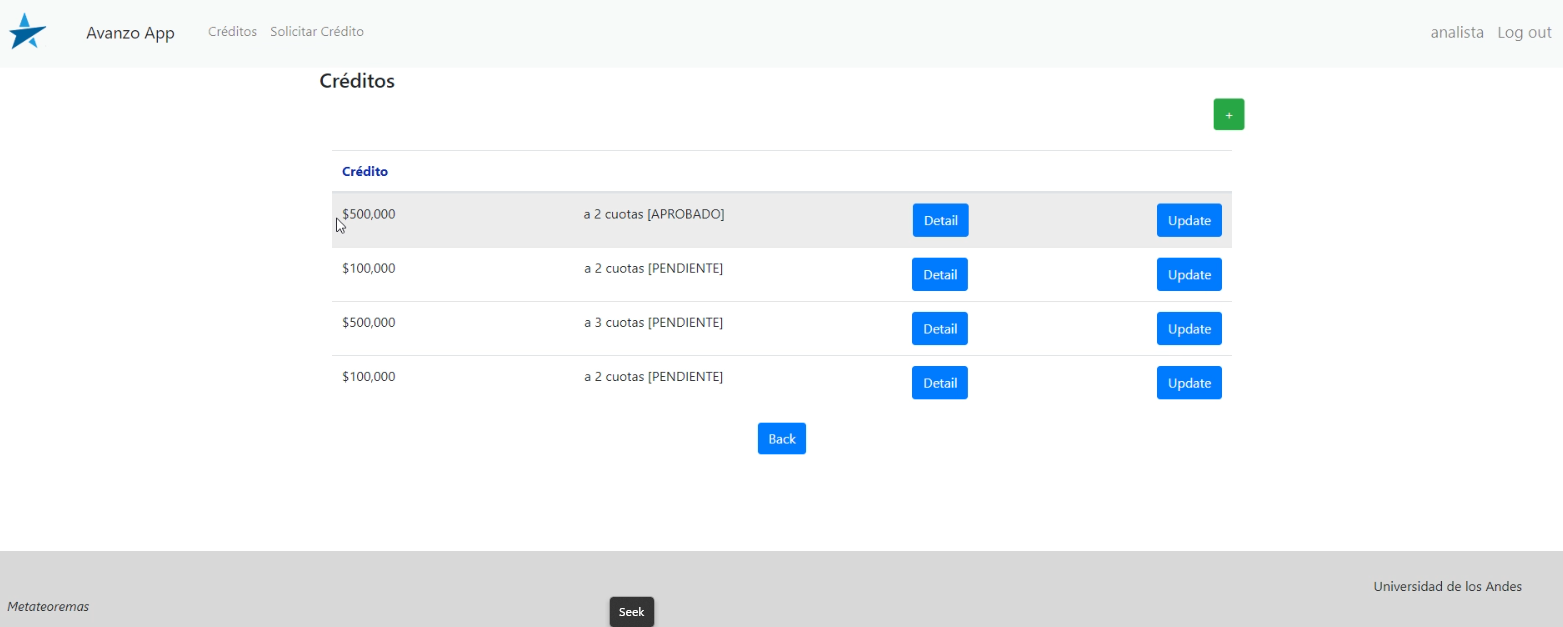 Avanzo App Créditos Solicitar Crédito analista Log out
Créditos
+
Crédito
$500,000 a 2 cuotas [APROBADO] Detail Update
$100,000 a 2 cuotas [PENDIENTE] Detail Update
$500,000 a 3 cuotas [PENDIENTE] Detail Update
$100,000 a 2 cuotas [PENDIENTE] Detail Update
Back
Universidad de los Andes
Metateoremas
Seek